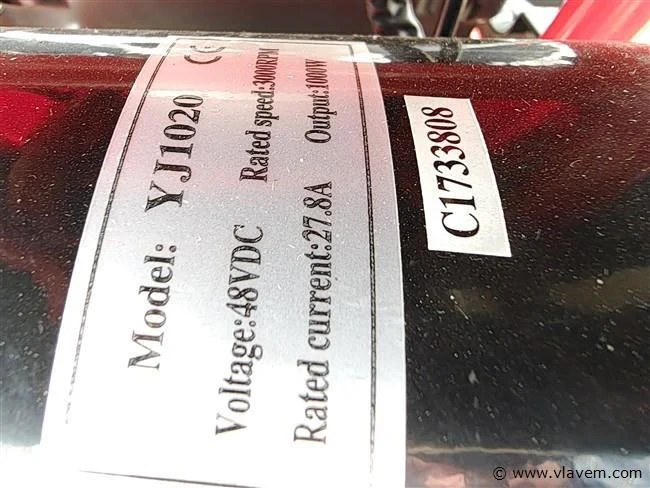 Model: YJ1020 CE
Voltage:48VDC Rated speed:3000RPM
Rated current:27.8A Output:1000W
C1733808
© www.vlavem.com